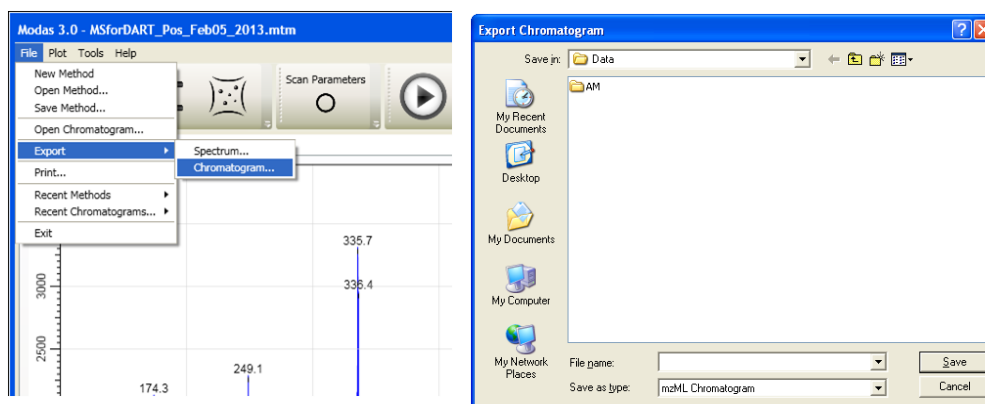 Modas 3.0 - MSforDART_Pos_Feb05_2013.mtm
File Plot Tools Help
New Method
Open Method...
Save Method...
Open Chromatogram...
Export
Print...
Recent Methods
Recent Chromatograms...
Exit
Spectrum...
Chromatogram...
Scan Parameters
335.7
336.4
3000
2500
249.1
174.3
Export Chromatogram
Save in: Data
AM
My Recent
Documents
Desktop
My Documents
My Computer
My Network
Places
File name:
Save
Save as type: mzML Chromatogram
Cancel